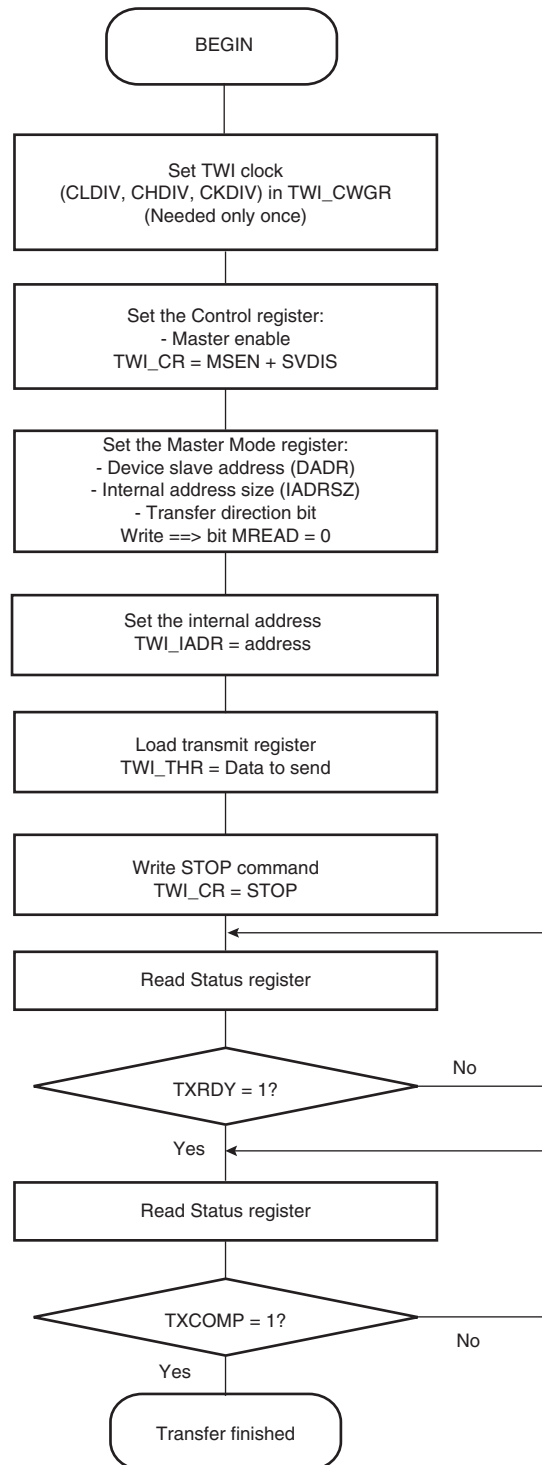 BEGIN
Set TWI clock
(CLDIV, CHDIV, CKDIV) in TWI_CWGR
(Needed only once)
Set the Control register:
- Master enable
TWI_CR = MSEN + SVDIS
Set the Master Mode register:
- Device slave address (DADR)
- Internal address size (IADRSZ)
- Transfer direction bit
Write ==> bit MREAD = 0
Set the internal address
TWI_IADR = address
Load transmit register
TWI_THR = Data to send
Write STOP command
TWI_CR = STOP
Read Status register
TXRDY = 1?
No
Yes
Read Status register
TXCOMP = 1?
No
Yes
Transfer finished